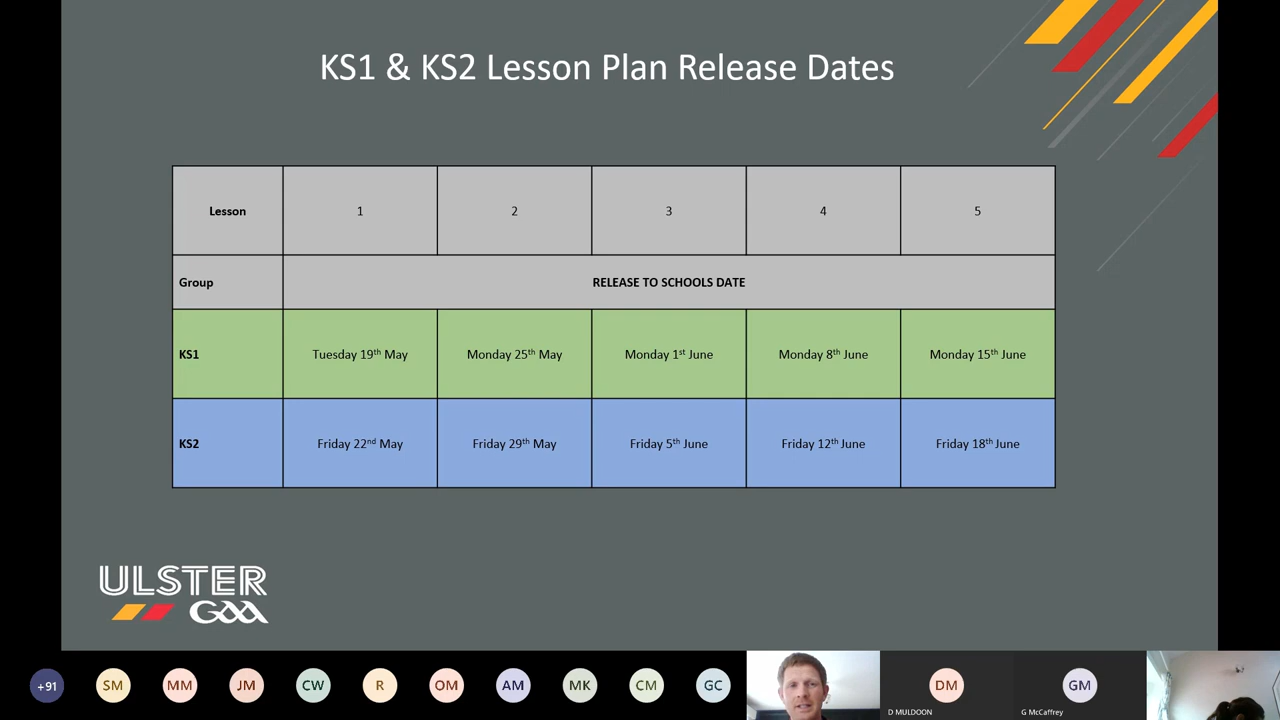 KS1 & KS2 Lesson Plan Release Dates
Lesson 1 2 3 4 5
Group RELEASE TO SCHOOLS DATE
KS1 Tuesday 19th May Monday 25th May Monday 1st June Monday 8th June Monday 15th June
KS2 Friday 22nd May Friday 29th May Friday 5th June Friday 12th June Friday 18th June
ULSTER
GAA
+91 SM MM JM CW R OM AM MK CM GC DM GM
D MULDOON G McCaffrey